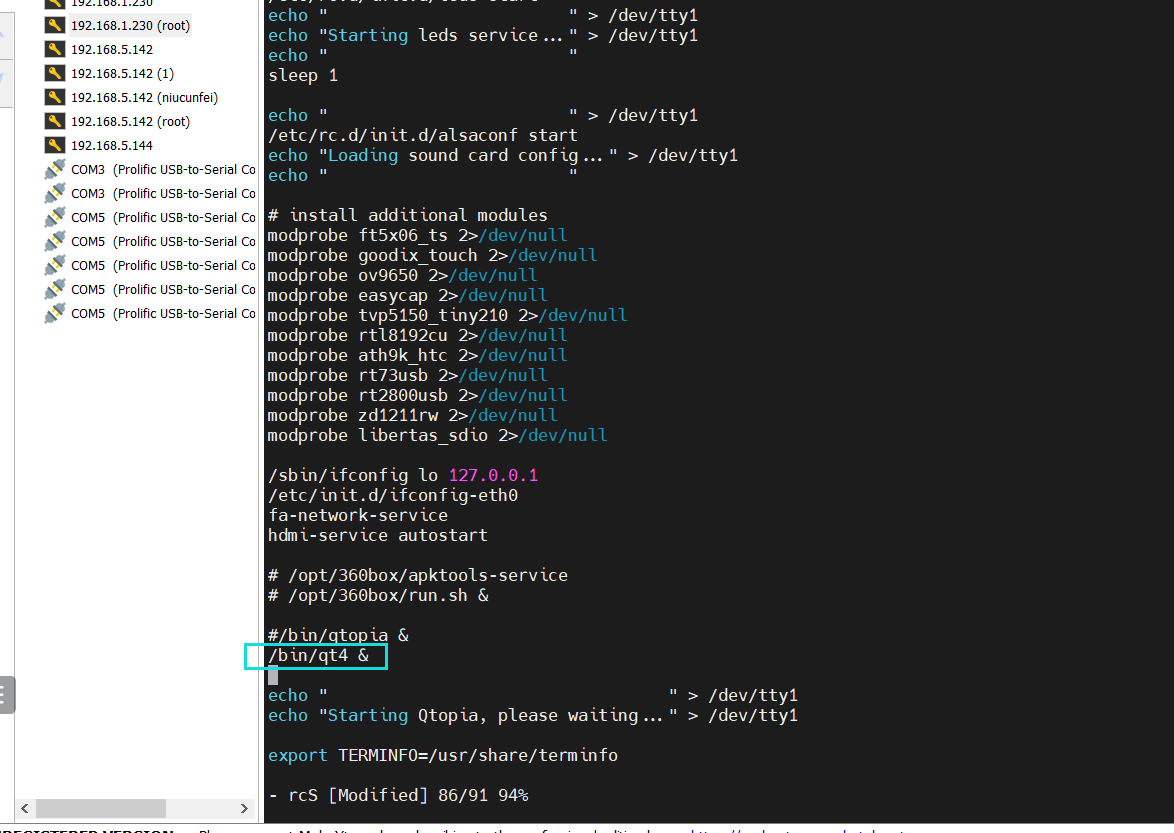 192.168.1.230
192.168.1.230 (root)
192.168.5.142
192.168.5.142 (1)
192.168.5.142 (niucunfei)
192.168.5.142 (root)
192.168.5.144
COM3 (Prolific USB-to-Serial Co
COM3 (Prolific USB-to-Serial Co
COM5 (Prolific USB-to-Serial Co
COM5 (Prolific USB-to-Serial Co
COM5 (Prolific USB-to-Serial Co
COM5 (Prolific USB-to-Serial Co
COM5 (Prolific USB-to-Serial Co
echo "                        " > /dev/tty1
echo "Starting leds service..." > /dev/tty1
echo "                        "
sleep 1
echo "                        " > /dev/tty1
/etc/rc.d/init.d/alsaconf start
echo "Loading sound card config..." > /dev/tty1
echo "                        "
# install additional modules
modprobe ft5x06_ts 2>/dev/null
modprobe goodix_touch 2>/dev/null
modprobe ov9650 2>/dev/null
modprobe easycap 2>/dev/null
modprobe tvp5150_tiny210 2>/dev/null
modprobe rtl8192cu 2>/dev/null
modprobe ath9k_htc 2>/dev/null
modprobe rt73usb 2>/dev/null
modprobe rt2800usb 2>/dev/null
modprobe zd1211rw 2>/dev/null
modprobe libertas_sdio 2>/dev/null
/sbin/ifconfig lo 127.0.0.1
/etc/init.d/ifconfig-eth0
fa-network-service
hdmi-service autostart
# /opt/360box/apktools-service
# /opt/360box/run.sh &
#/bin/qtopia &
/bin/qt4 &
echo "                                  " > /dev/tty1
echo "Starting Qtopia, please waiting..." > /dev/tty1
export TERMINFO=/usr/share/terminfo
- rcS [Modified] 86/91 94%